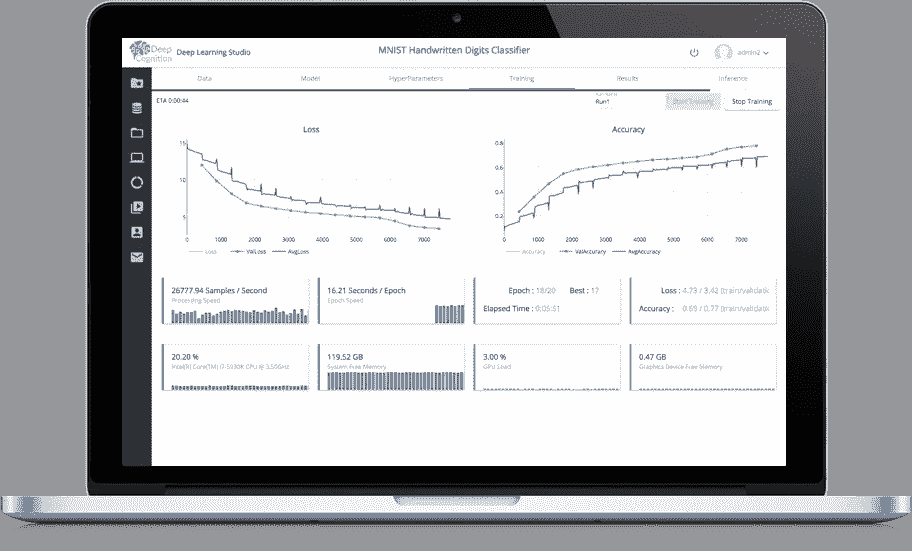 Deep
Cognition
Deep Learning Studio
MNIST Handwritten Digits Classifier
admin2
Data
Model
HyperParameters
Training
Results
Inference
ETA 0:00:44
Run1
Start Training
Stop Training
Loss
15
10
5
0
1000
2000
3000
4000
5000
6000
7000
Loss
ValLoss
AvgLoss
Accuracy
0.8
0.6
0.4
0.2
0
1000
2000
3000
4000
5000
6000
7000
Accuracy
ValAccuracy
AvgAccuracy
26777.94 Samples / Second
Processing Speed
16.21 Seconds / Epoch
Epoch Speed
Epoch : 18/20 Best : 17
Elapsed Time : 0:05:51
Loss : 4.73 / 3.42 (train/validatio
Accuracy : 0.69 / 0.77 (train/validatio
20.20 %
Intel(R) Core(TM) i7-5930K CPU @ 3.50GHz
119.52 GB
System Free Memory
3.00 %
GPU Load
0.47 GB
Graphics Device Free Memory